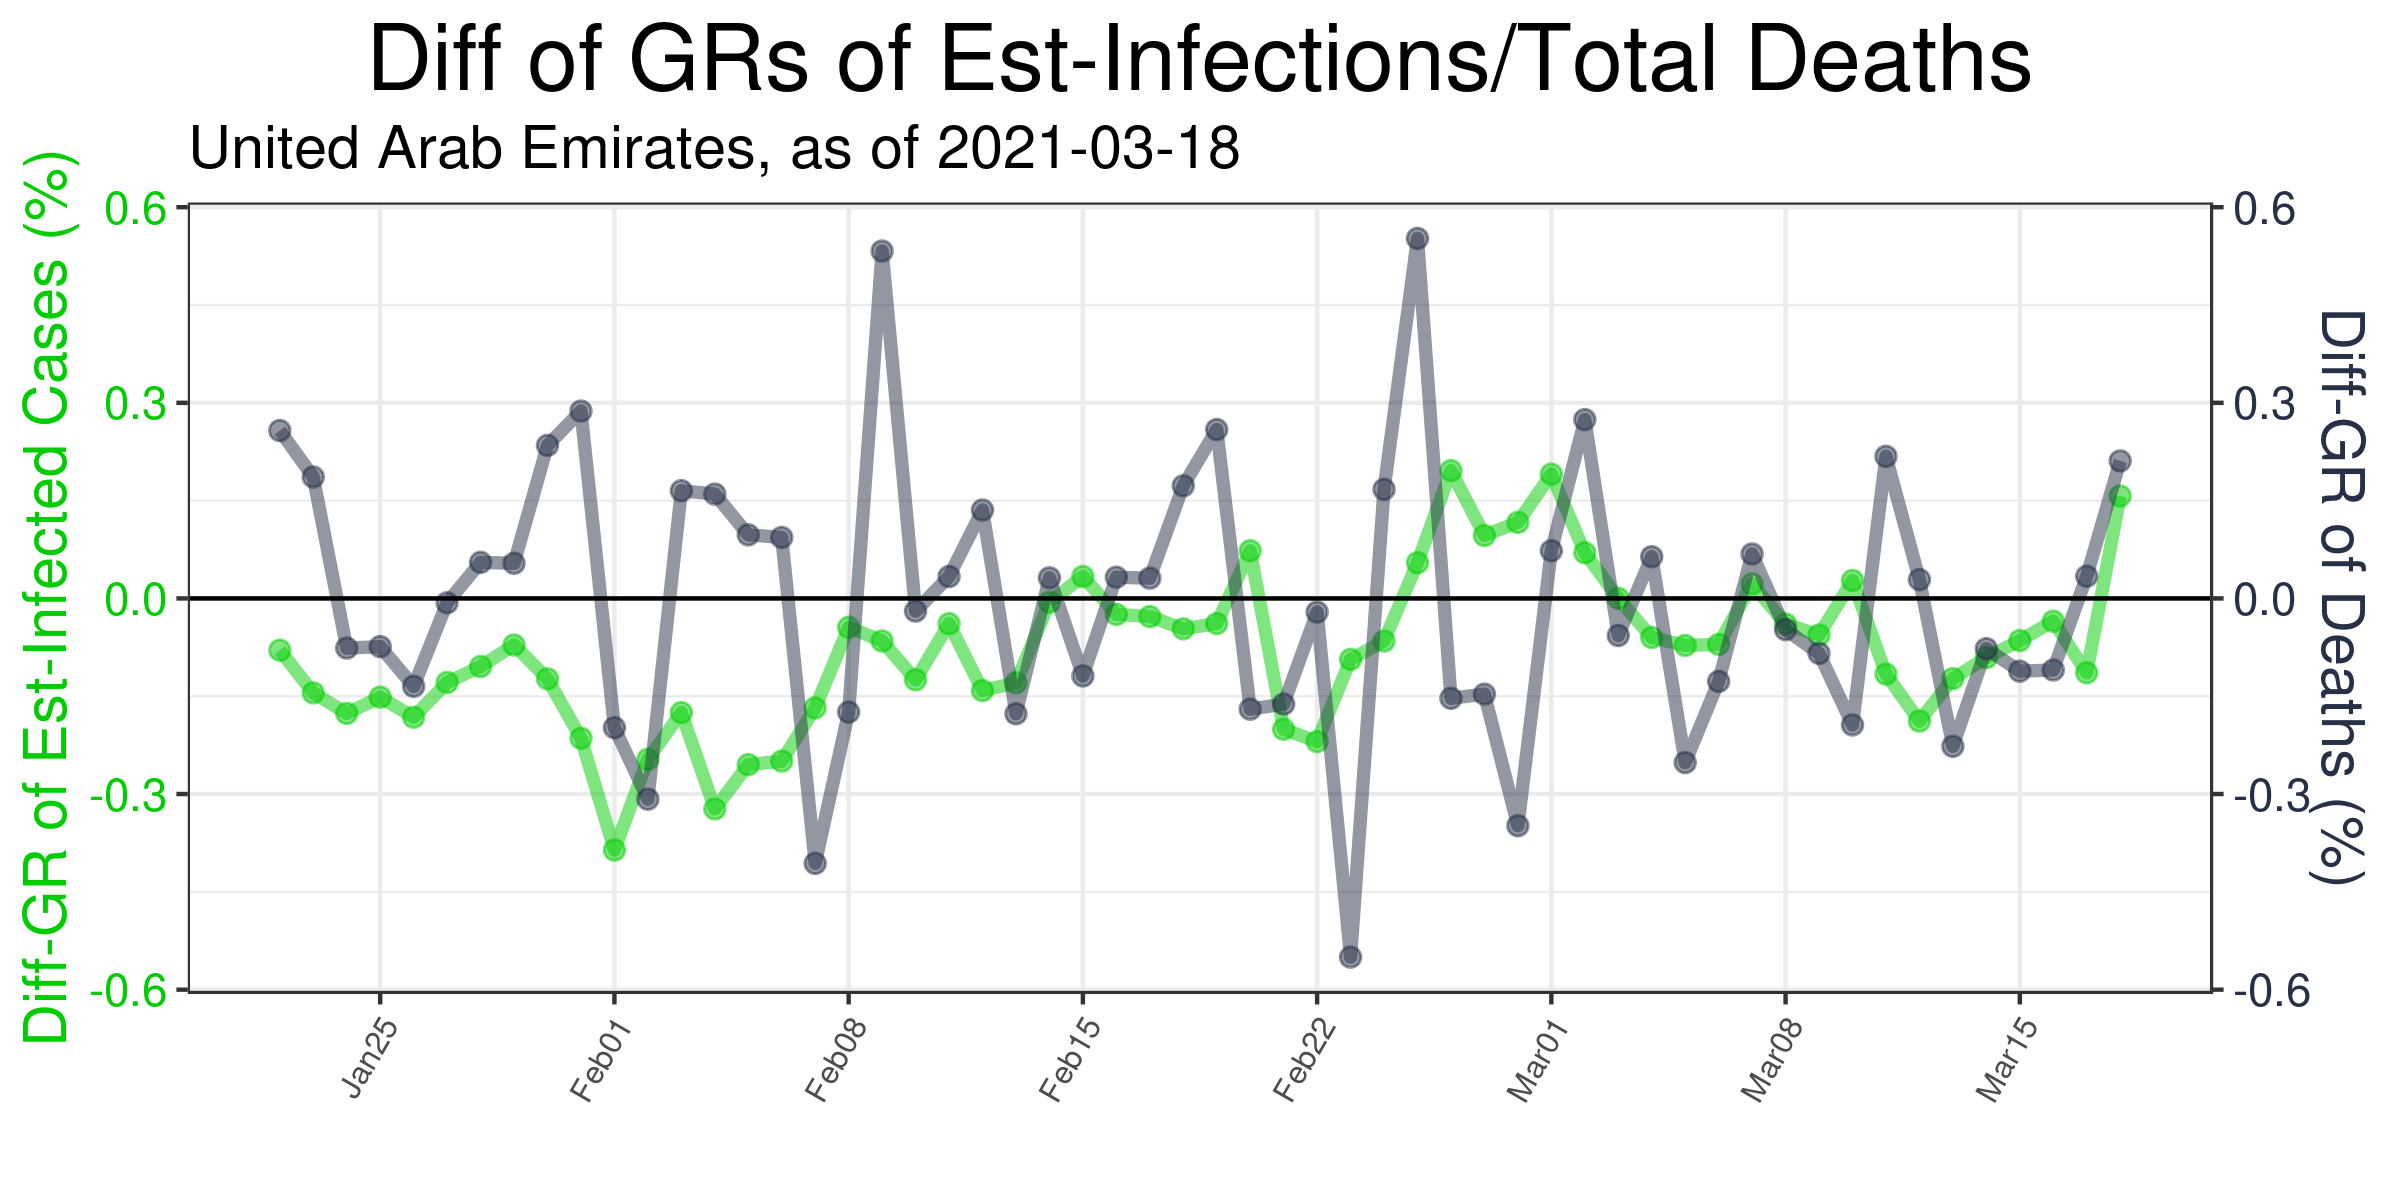 Diff of GRs of Est-Infections/Total Deaths
United Arab Emirates, as of 2021-03-18
Diff-GR of Est-Infected Cases (%)
0.6
0.3
0.0
-0.3
-0.6
0.6
0.3
0.0
-0.3
-0.6
Diff-GR of Deaths (%)
Jan25
Feb01
Feb08
Feb15
Feb22
Mar01
Mar08
Mar15